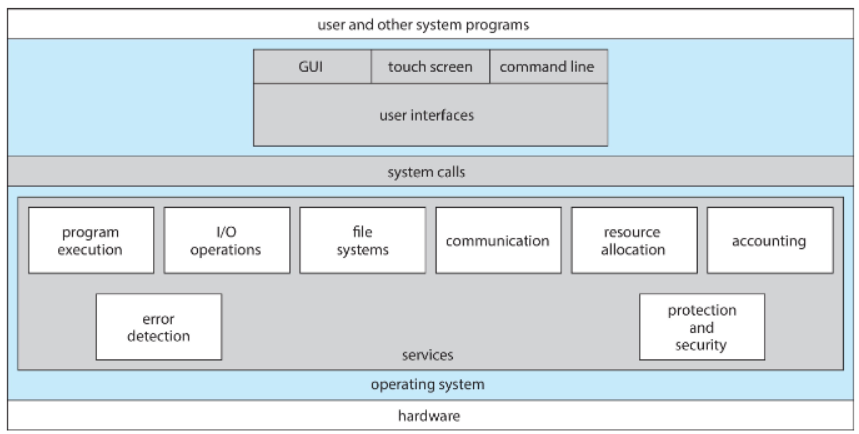 user and other system programs
GUI
touch screen
command line
user interfaces
system calls
program
execution
I/O
operations
file
systems
communication
resource
allocation
accounting
error
detection
protection
and
security
services
operating system
hardware